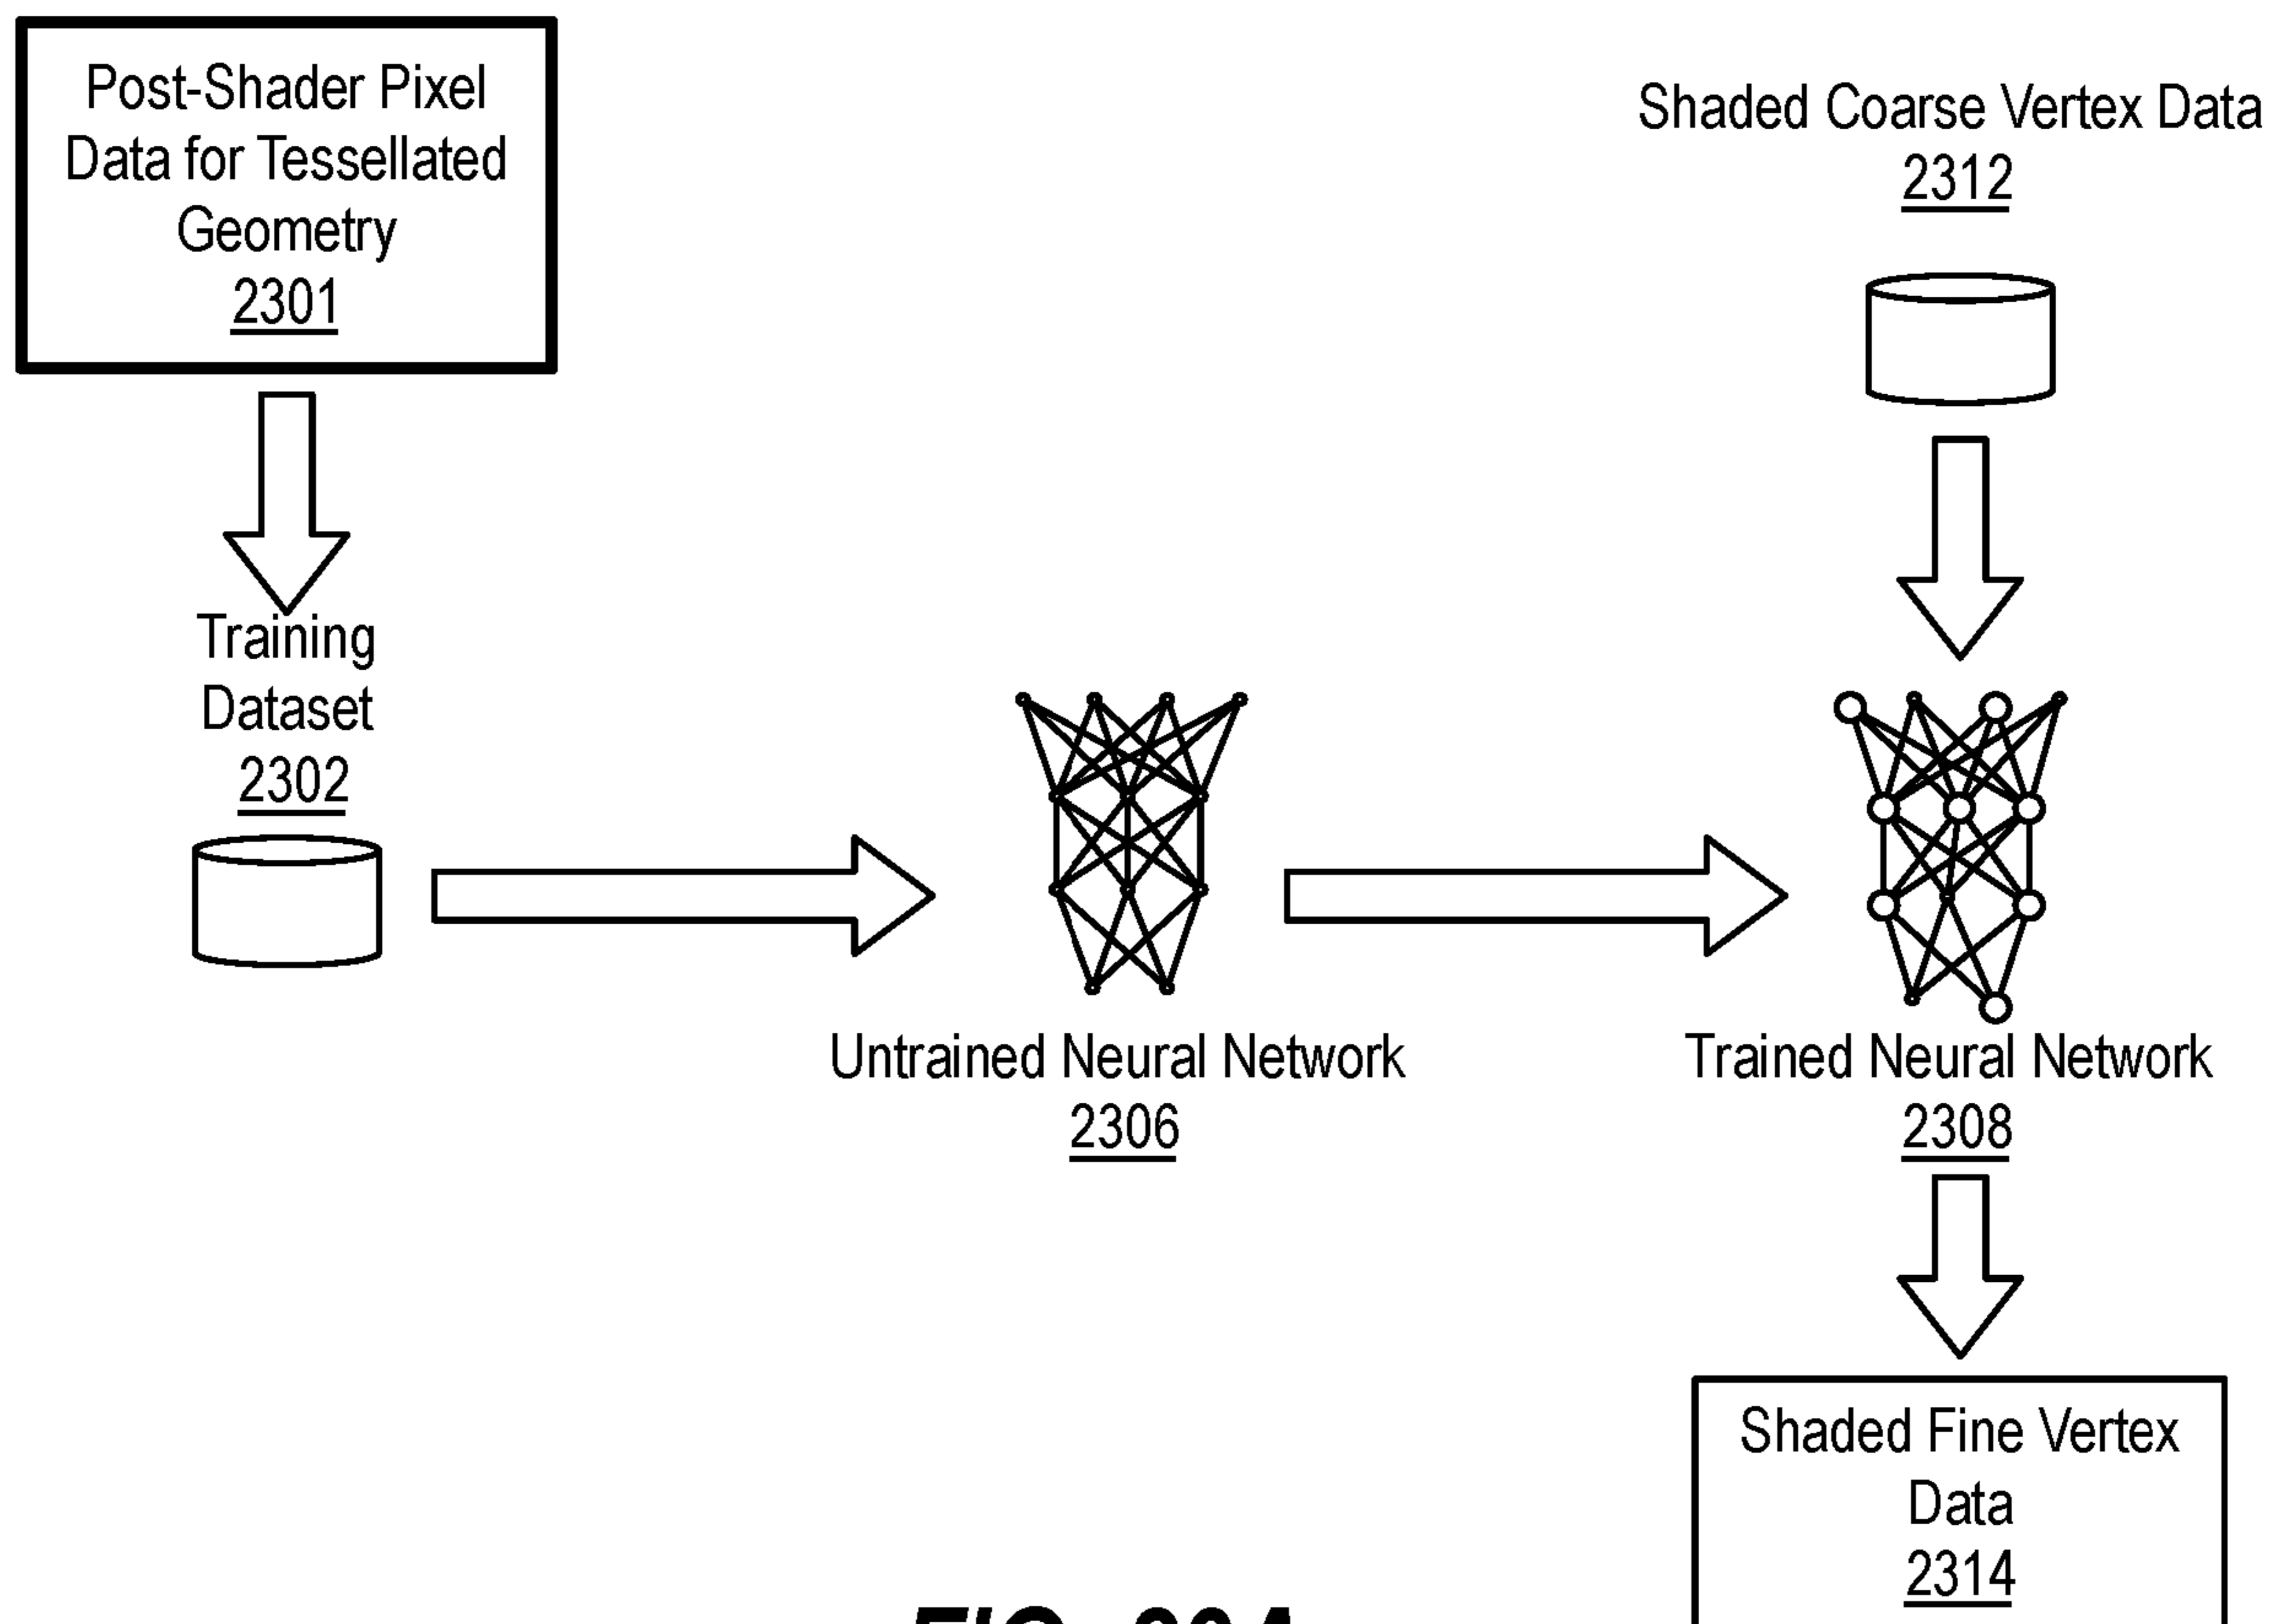 Post-Shader Pixel
Data for Tessellated
Geometry
2301
Shaded Coarse Vertex Data
2312
Training
Dataset
2302
Untrained Neural Network
2306
Trained Neural Network
2308
Shaded Fine Vertex
Data
2314
FIG.